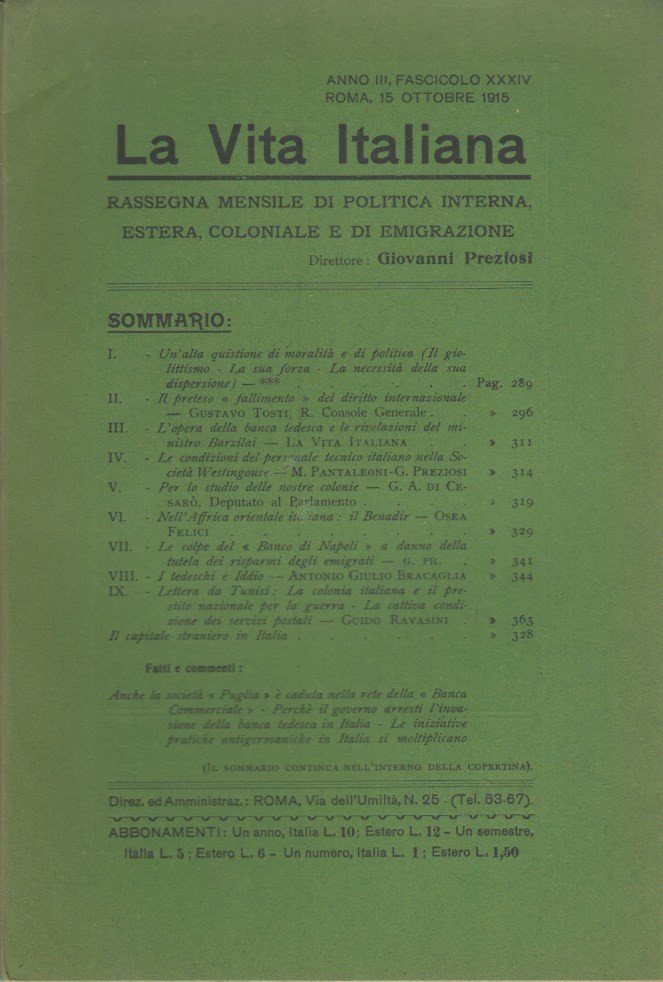 ANNO III, FASCICOLO XXXIV
ROMA, 15 OTTOBRE 1915
La Vita Italiana
RASSEGNA MENSILE DI POLITICA INTERNA,
ESTERA, COLONIALE E DI EMIGRAZIONE
Direttore: Giovanni Preziosi
SOMMARIO:
I. - Un'alta quistione di moralità e di politica (Il gio-
littismo - La sua forza - La necessità della sua
dispersione) — *** . . . . . . Pag. 289
II. - Il preteso « fallimento » del diritto internazionale
— GUSTAVO TOSTI, R. Console Generale . . » 296
III. - L'opera della banca tedesca e le rivelazioni del mi-
nistro Barzilai — LA VITA ITALIANA . » 311
IV. - Le condizioni del personale tecnico italiano nella So-
cietà Westingouse — M. PANTALEONI-G. PREZIOSI » 314
V. - Per lo studio delle nostre colonie — G. A. DI CE-
SARÒ, Deputato al Parlamento . . . » 319
VI. - Nell'Affrica orientale italiana: il Benadir — OSEA
FELICI . . . . . . . » 329
VII. - Le colpe del « Banco di Napoli » a danno della
tutela dei risparmi degli emigrati — G. PR. . » 341
VIII. - I tedeschi e Iddio — ANTONIO GIULIO BRACAGLIA » 344
IX. - Lettera da Tunisi: La colonia italiana e il pre-
stito nazionale per la guerra - La cattiva condi-
zione dei servizi postali — GUIDO RAVASINI . » 363
Il capitale straniero in Italia . . . . . . » 328
Fatti e commenti:
Anche la società « Puglia » è caduta nella rete della « Banca
Commerciale » - Perchè il governo arresti l'inva-
sione della banca tedesca in Italia - Le iniziative
pratiche antigermaniche in Italia si moltiplicano
(IL SOMMARIO CONTINUA NELL'INTERNO DELLA COPERTINA).
Direz. ed Amministraz.: ROMA, Via dell'Umiltà, N. 25 - (Tel. 63-67).
ABBONAMENTI: Un anno, Italia L. 10; Estero L. 12 - Un semestre,
Italia L. 5; Estero L. 6 - Un numero, Italia L. 1; Estero L. 1,50